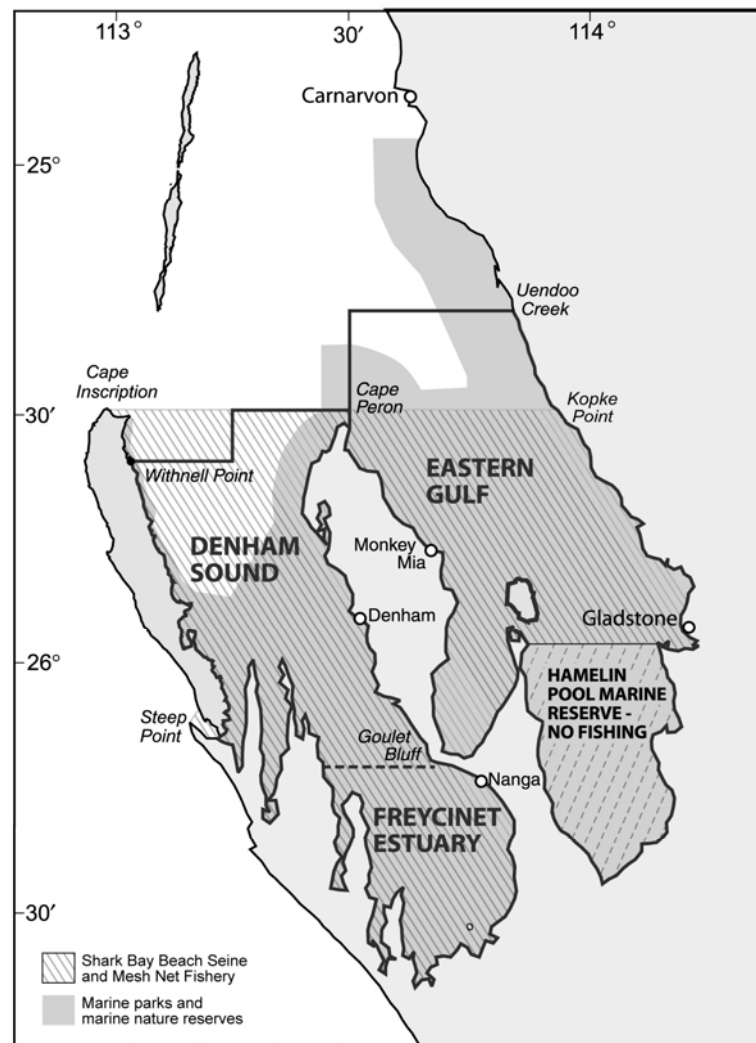 113°
30′
114°
Carnarvon
25°
Uendoo
Creek
Cape
Inscription
Cape
Peron
Kopke
Point
30′
Withnell Point
EASTERN
GULF
DENHAM
SOUND
Monkey
Mia
Denham
Gladstone
26°
HAMELIN
POOL MARINE
RESERVE -
NO FISHING
Steep
Point
Goulet
Bluff
Nanga
FREYCINET
ESTUARY
30′
Shark Bay Beach Seine
and Mesh Net Fishery
Marine parks and
marine nature reserves